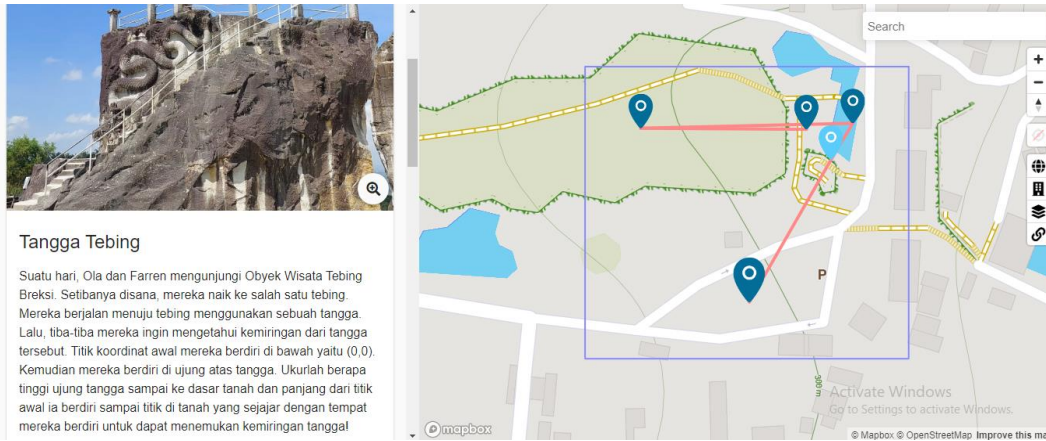 Tangga Tebing
Suatu hari, Ola dan Farren mengunjungi Obyek Wisata Tebing
Breksi. Setibanya disana, mereka naik ke salah satu tebing.
Mereka berjalan menuju tebing menggunakan sebuah tangga.
Lalu, tiba-tiba mereka ingin mengetahui kemiringan dari tangga
tersebut. Titik koordinat awal mereka berdiri di bawah yaitu (0,0).
Kemudian mereka berdiri di ujung atas tangga. Ukurlah berapa
tinggi ujung tangga sampai ke dasar tanah dan panjang dari titik
awal ia berdiri sampai titik di tanah yang sejajar dengan tempat
mereka berdiri untuk dapat menemukan kemiringan tangga!
Search
P
300 m
Activate Windows
Go to Settings to activate Windows.
mapbox
© Mapbox © OpenStreetMap Improve this ma